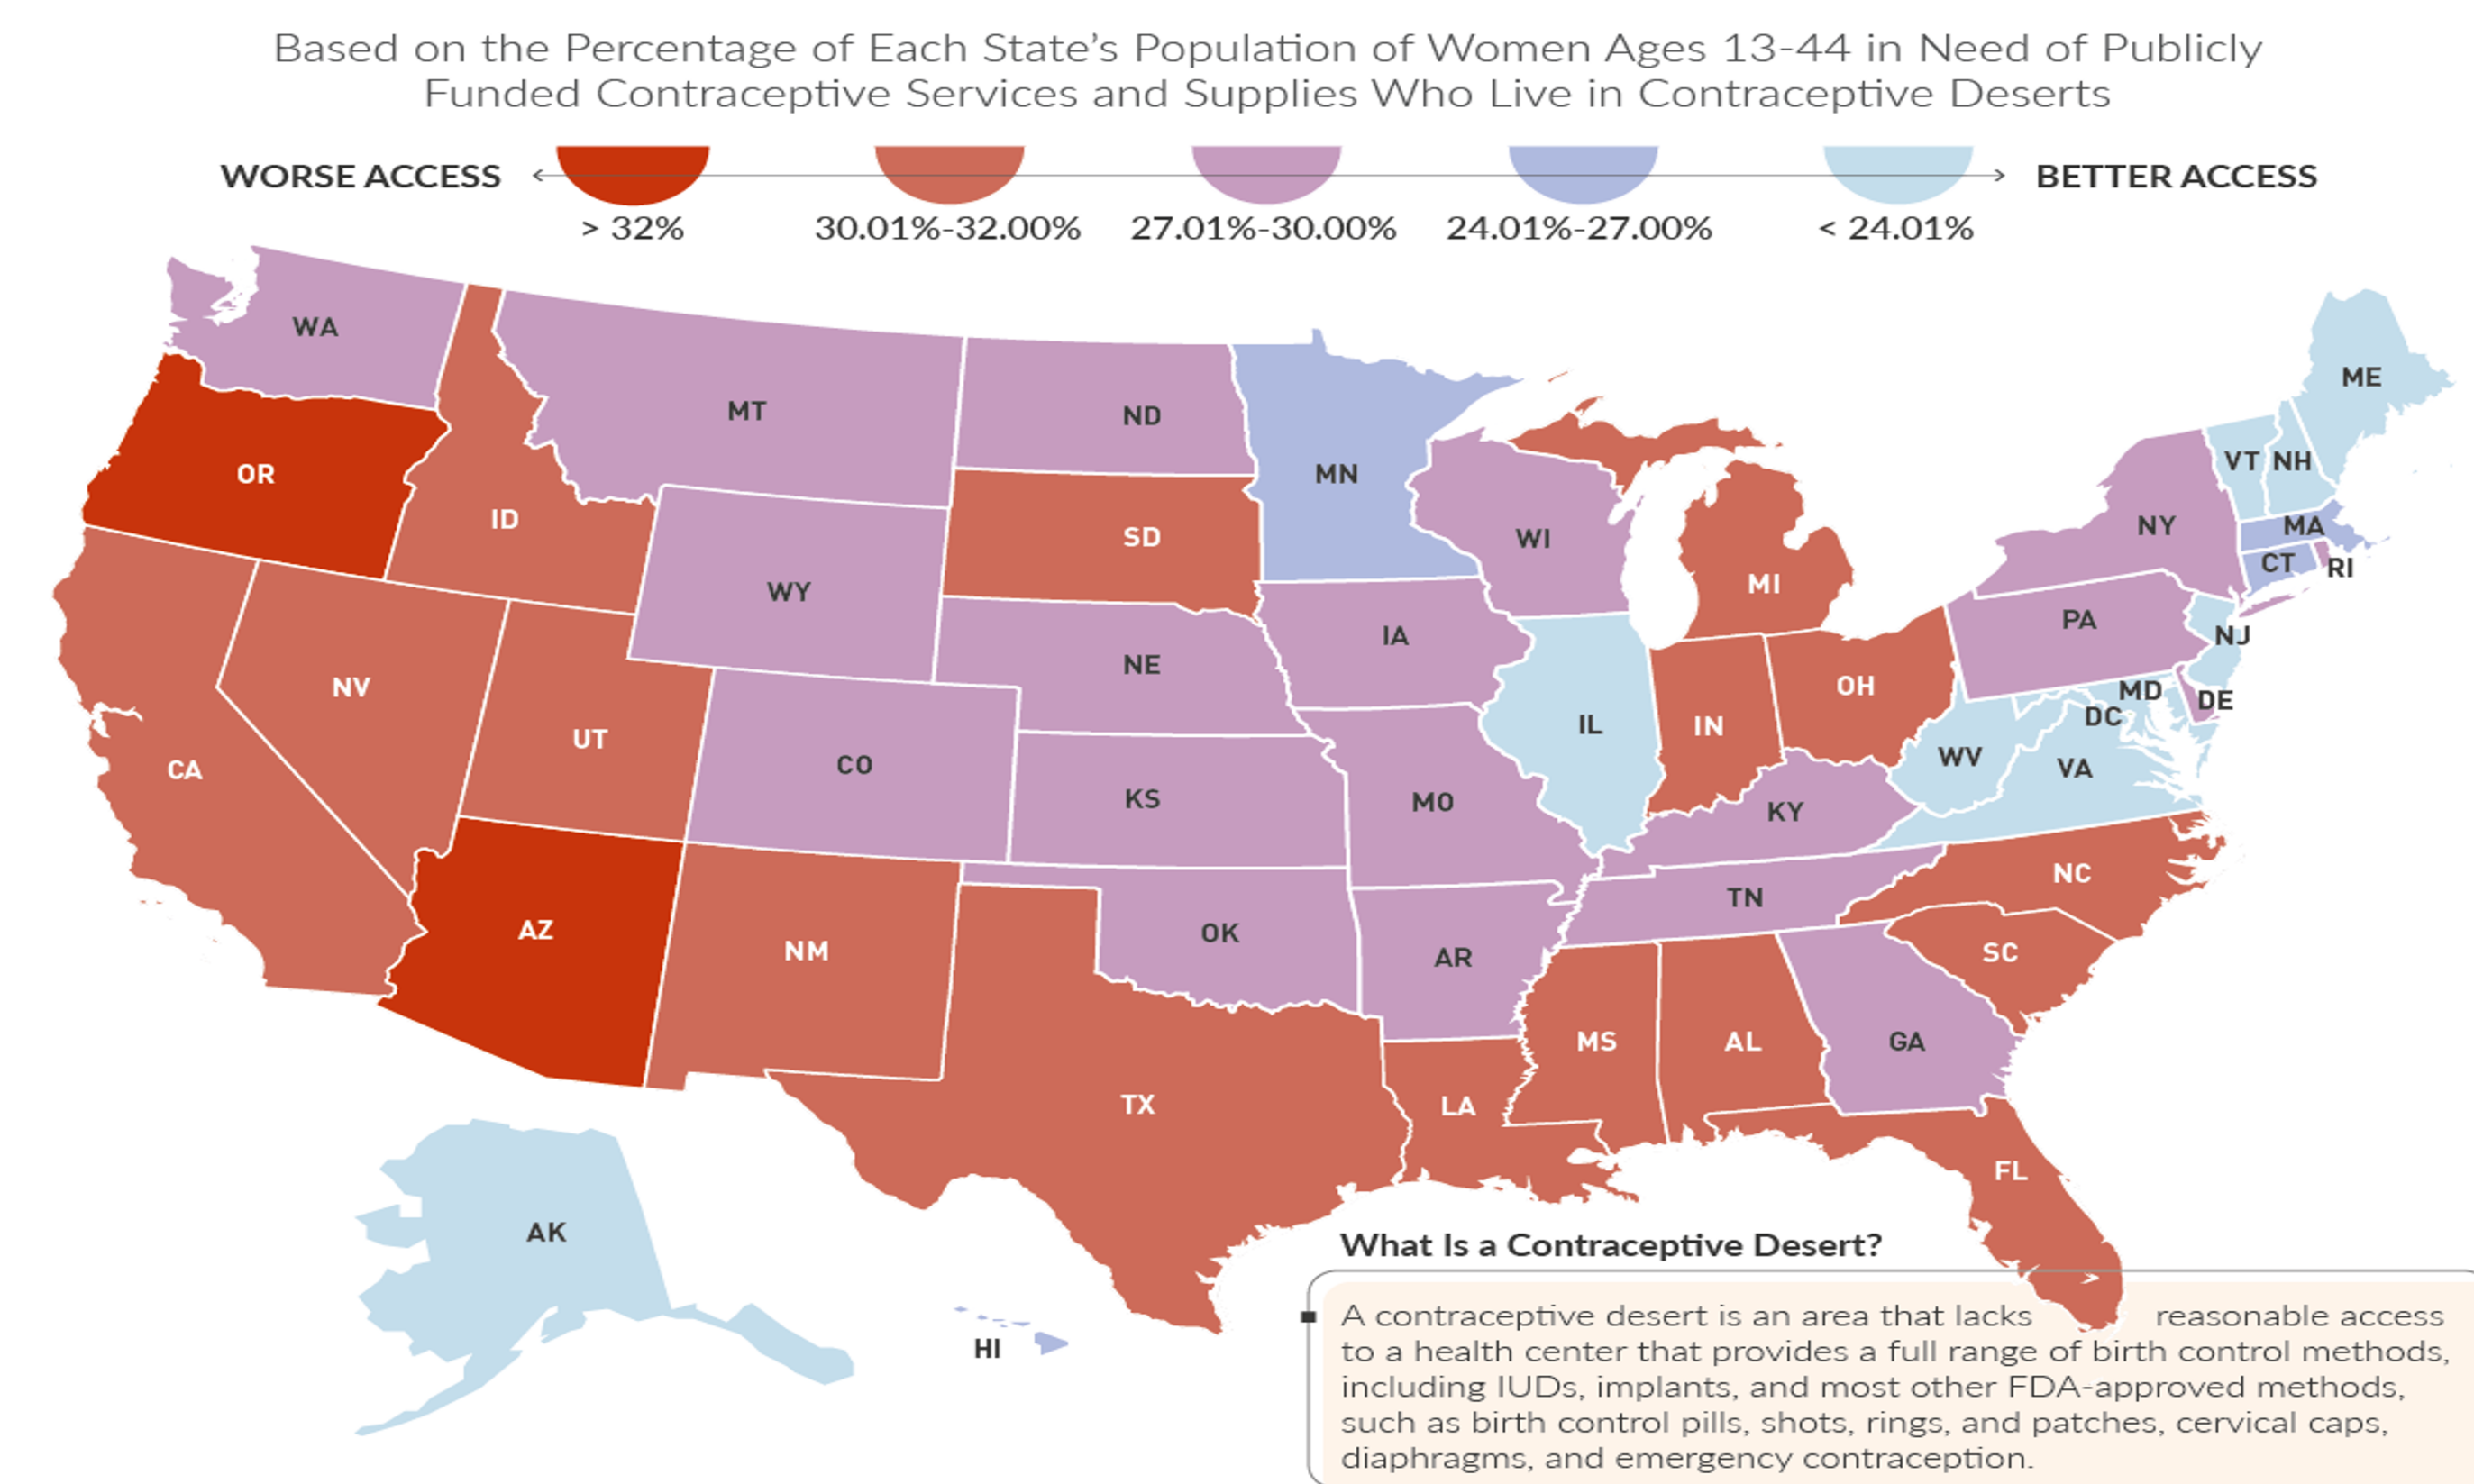 Based on the Percentage of Each State's Population of Women Ages 13-44 in Need of Publicly
Funded Contraceptive Services and Supplies Who Live in Contraceptive Deserts
WORSE ACCESS
BETTER ACCESS
> 32%
30.01%-32.00%
27.01%-30.00%
24.01%-27.00%
< 24.01%
WA
MT
ND
MN
ME
OR
ID
SD
WI
MI
NY
VT
NH
MA
CT
RI
WY
NE
IA
PA
NJ
NV
UT
CO
KS
MO
IL
IN
OH
MD
DE
DC
WV
VA
CA
KY
NC
AZ
NM
OK
AR
TN
SC
MS
AL
GA
TX
LA
FL
AK
HI
What Is a Contraceptive Desert?
A contraceptive desert is an area that lacks reasonable access
to a health center that provides a full range of birth control methods,
including IUDs, implants, and most other FDA-approved methods,
such as birth control pills, shots, rings, and patches, cervical caps,
diaphragms, and emergency contraception.